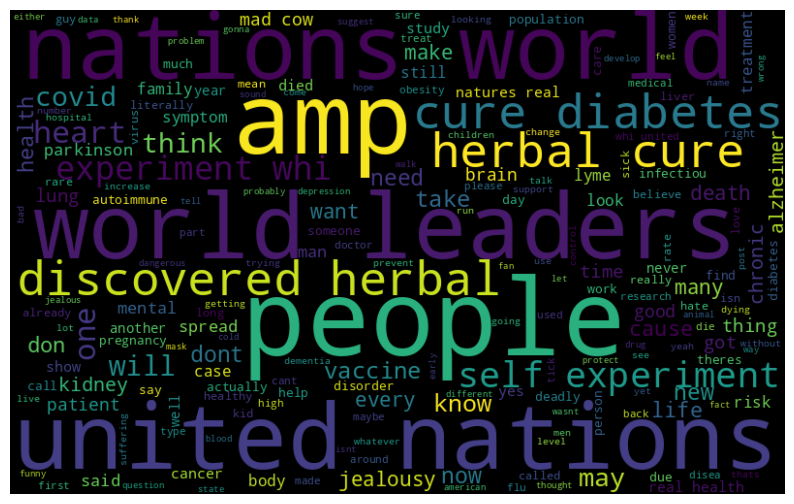 either data thank guy gonna mad cow sure study looking population week women suggest
nations world
problem much treat make care develop feel treatment wrong
covid family year natures real obesity medical name
literally mean died still sound come hope liver
number hospital virus amp cure diabetes
health heart symptom think children change whi united right
parkinson herbal cure
experiment whi need brain lyme sick infectiou
lung rare increase walk please support talk believe
autoimmune probably depression take day look death alzheimer
bad tell want run love
world leaders
part someone man doctor time never many chronic
dangerous trying prevent control use rate post find diabetes
discovered herbal fan let work really isn
jealous getting used research good hate
already mental long cold people drug animal die dying cause thing
one lot another spread mask going yeah without
don pregnancy dont dementia early protect see way got theres
show will case vaccine tick self experiment
call kidney actually cant disorder different yet new
live say help healthy yes deadly wasnt fact risk
patient well kid high every know person back life
type maybe men
united nations
suffering blood whatever isnt around level
funny cancer body jealousy now called thought may due disea thats
first said question state made american flu real health